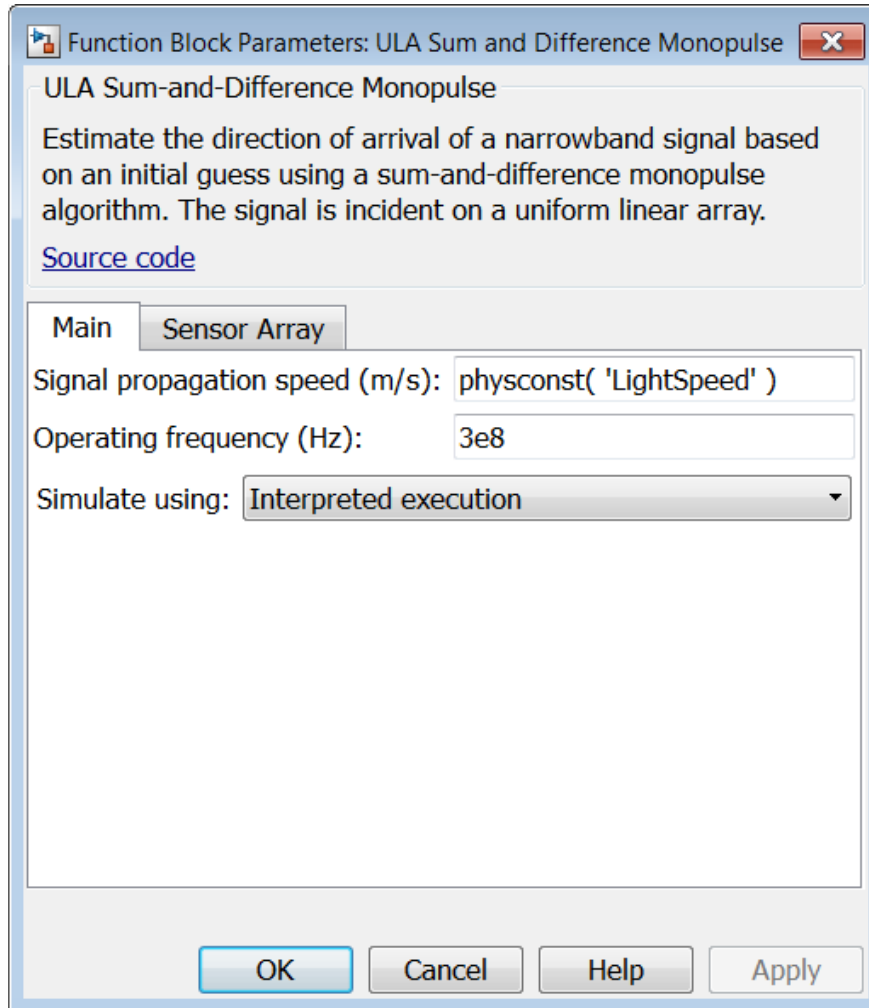 Function Block Parameters: ULA Sum and Difference Monopulse
ULA Sum-and-Difference Monopulse
Estimate the direction of arrival of a narrowband signal based
on an initial guess using a sum-and-difference monopulse
algorithm. The signal is incident on a uniform linear array.
Source code
Main Sensor Array
Signal propagation speed (m/s): physconst( 'LightSpeed' )
Operating frequency (Hz): 3e8
Simulate using: Interpreted execution
OK Cancel Help Apply